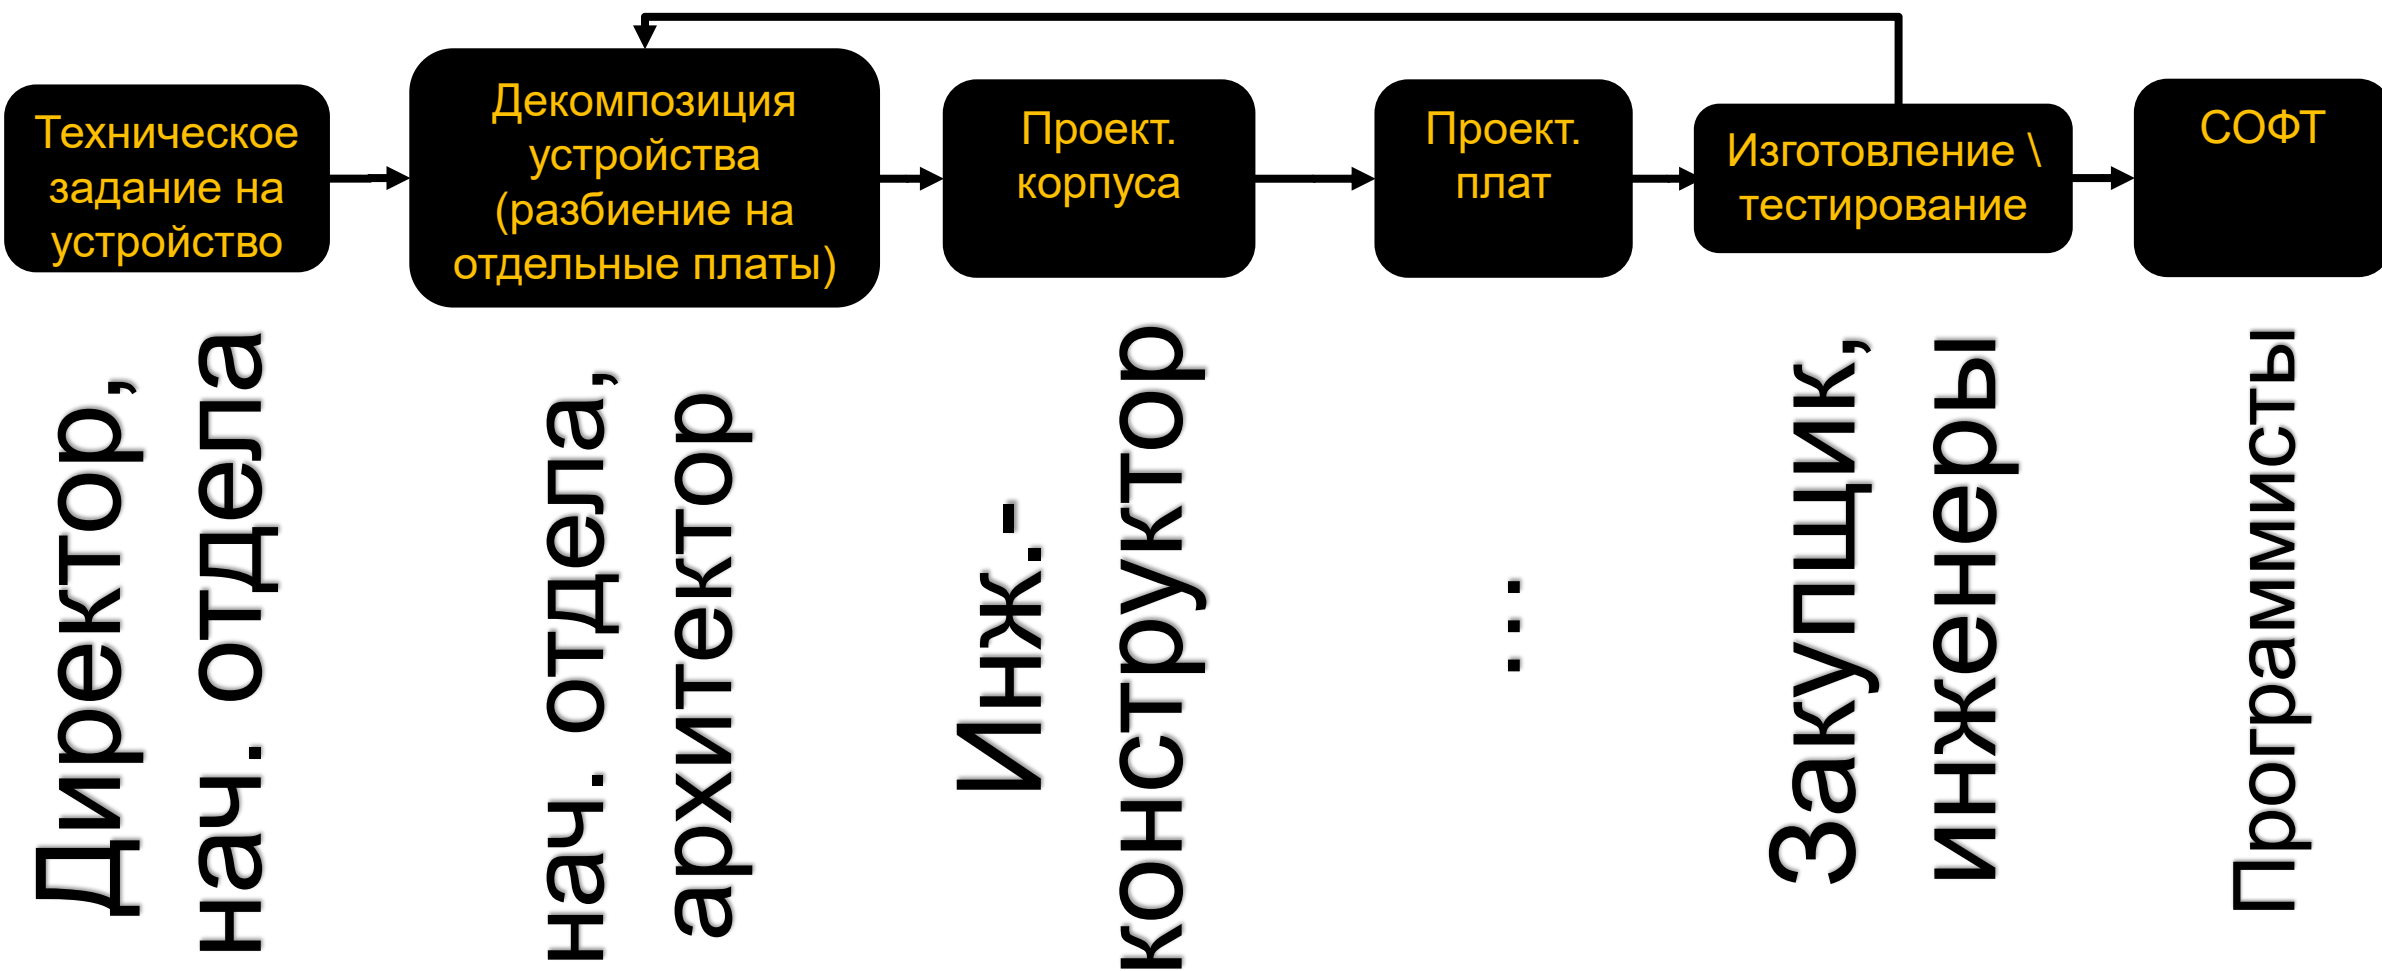 Техническое
задание на
устройство
Декомпозиция
устройства
(разбиение на
отдельные платы)
Проект.
корпуса
Проект.
плат
Изготовление \
тестирование
СОФТ
Директор,
нач. отдела
нач. отдела,
архитектор
Инж.-
конструктор
...
Закупщик,
инженеры
Программисты